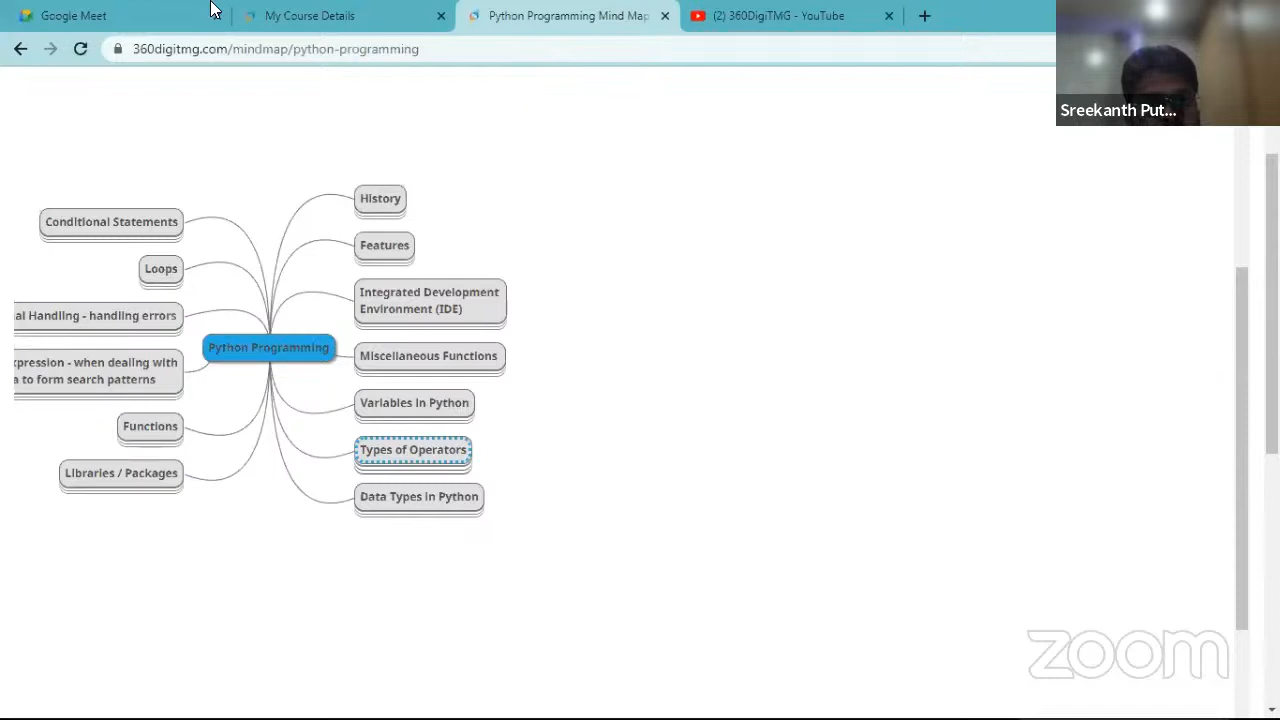 Google Meet
My Course Details
Python Programming Mind Map
(2) 360DigiTMG - YouTube
360digitmg.com/mindmap/python-programming
Sreekanth Put...
History
Conditional Statements
Features
Loops
Integrated Development
Environment (IDE)
al Handling - handling errors
Python Programming
Miscellaneous Functions
xpression - when dealing with
a to form search patterns
Variables in Python
Functions
Types of Operators
Libraries / Packages
Data Types in Python
zoom